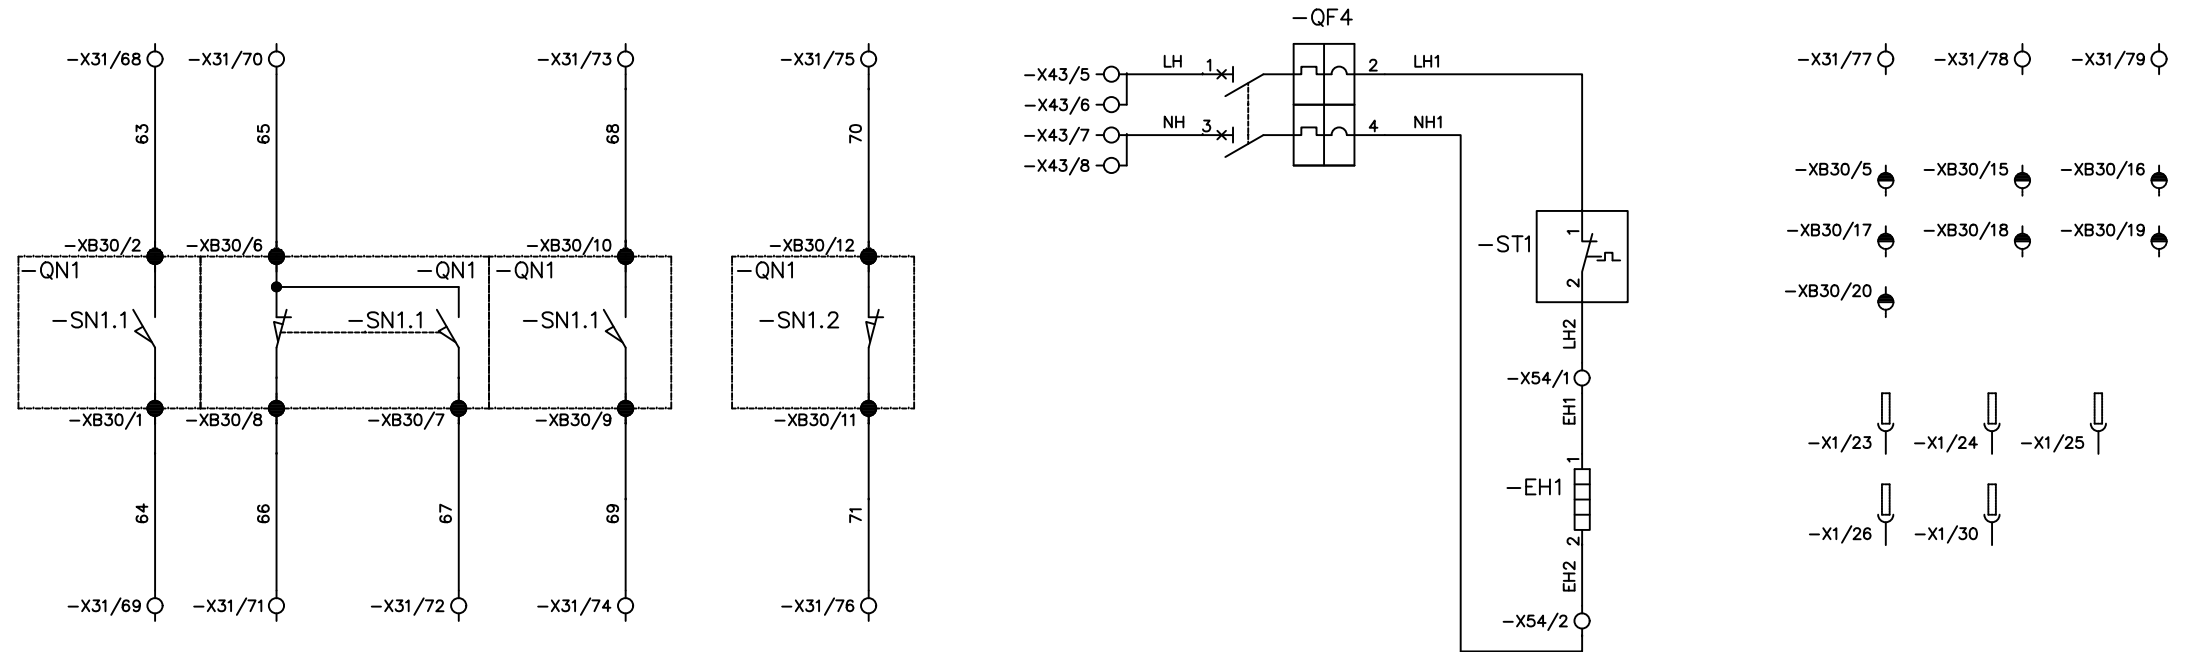 -QF4
-X31/68 -X31/70 -X31/73 -X31/75
-X43/5 LH 1 2 LH1
-X43/6
-X43/7 NH 3 4 NH1
-X43/8
-X31/77 -X31/78 -X31/79
63 65 68 70
-XB30/5 -XB30/15 -XB30/16
-XB30/17 -XB30/18 -XB30/19
-XB30/20
-XB30/2 -XB30/6 -XB30/10 -XB30/12
-QN1 -QN1 -QN1 -QN1
-SN1.1 -SN1.1 -SN1.1 -SN1.2
-XB30/1 -XB30/8 -XB30/7 -XB30/9 -XB30/11
64 66 67 69 71
-X31/69 -X31/71 -X31/72 -X31/74 -X31/76
1
-ST1
2
LH2
-X54/1
EH1
1
-EH1
2
EH2
-X54/2
-X1/23 -X1/24 -X1/25
-X1/26 -X1/30